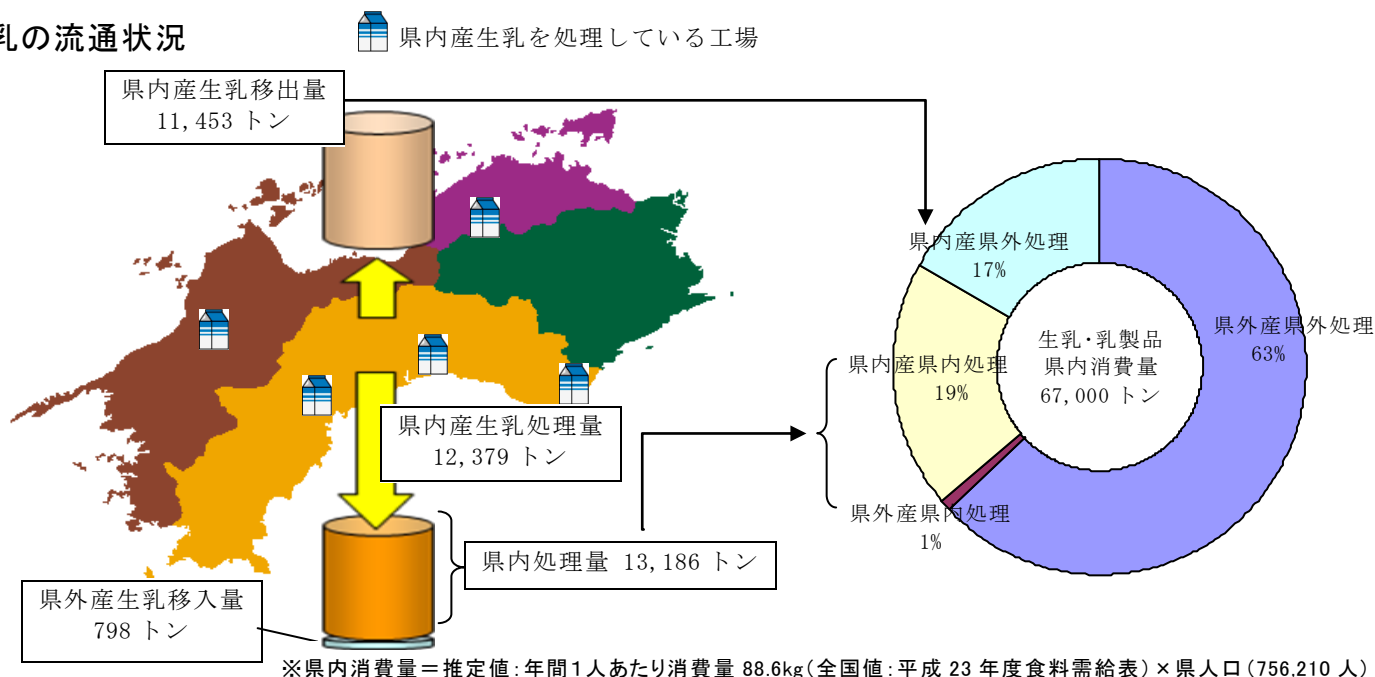 乳の流通状況
県内産生乳を処理している工場
県内産生乳移出量
11,453 トン
県内産県外処理
17%
県外産県外処理
63%
生乳・乳製品
県内消費量
67,000 トン
県内産県内処理
19%
県内産生乳処理量
12,379 トン
県外産県内処理
1%
県内処理量 13,186 トン
県外産生乳移入量
798 トン
※県内消費量＝推定値：年間１人あたり消費量 88.6kg（全国値：平成 23 年度食料需給表）×県人口（756,210 人）